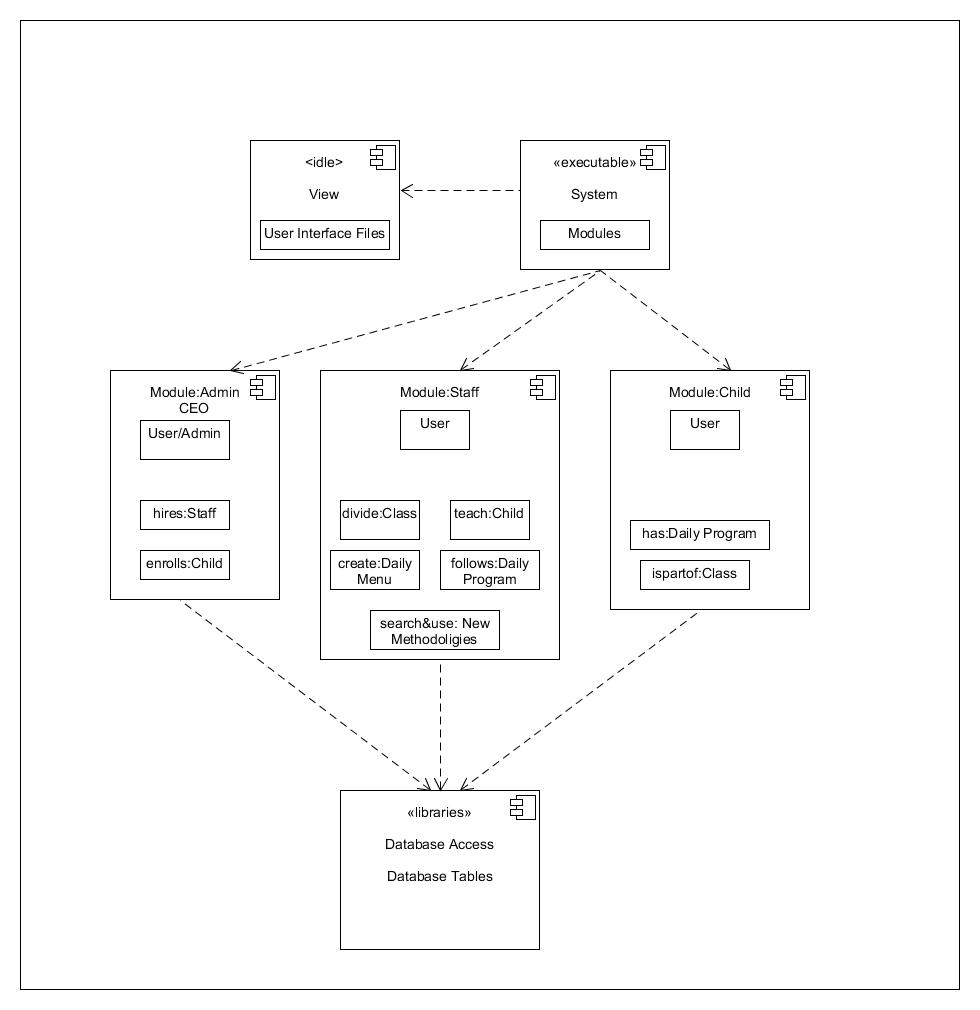 <idle>
View
User Interface Files
«executable»
System
Modules
Module:Admin
CEO
User/Admin
hires:Staff
enrolls:Child
Module:Staff
User
divide:Class
teach:Child
create:Daily
Menu
follows:Daily
Program
search&use: New
Methodoligies
Module:Child
User
has:Daily Program
ispartof:Class
«libraries»
Database Access
Database Tables